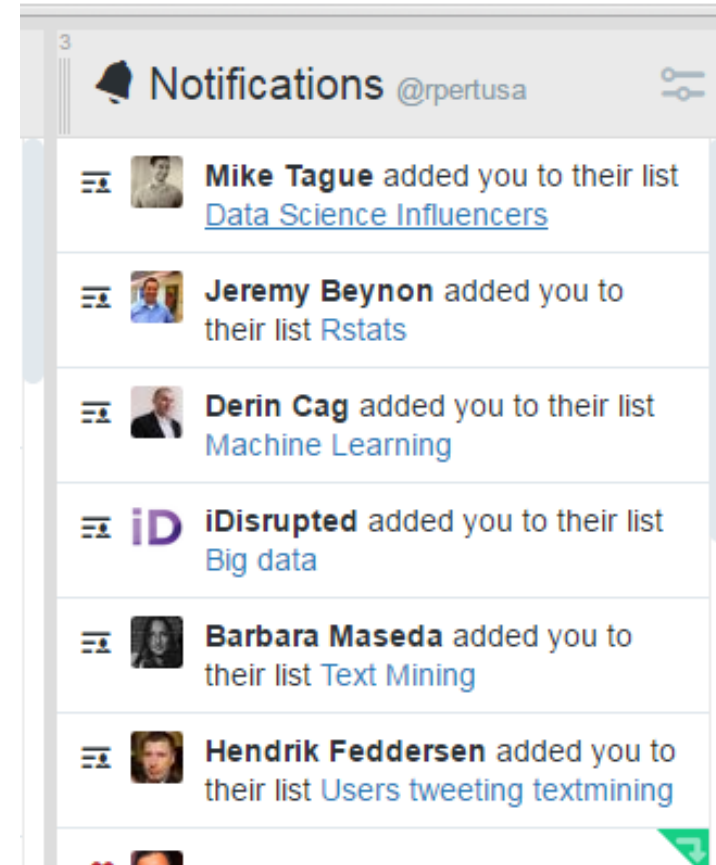 3
Notifications @rpertusa
Mike Tague added you to their list
Data Science Influencers
Jeremy Beynon added you to
their list Rstats
Derin Cag added you to their list
Machine Learning
iD
iDisrupted added you to their list
Big data
Barbara Maseda added you to
their list Text Mining
Hendrik Feddersen added you to
their list Users tweeting textmining